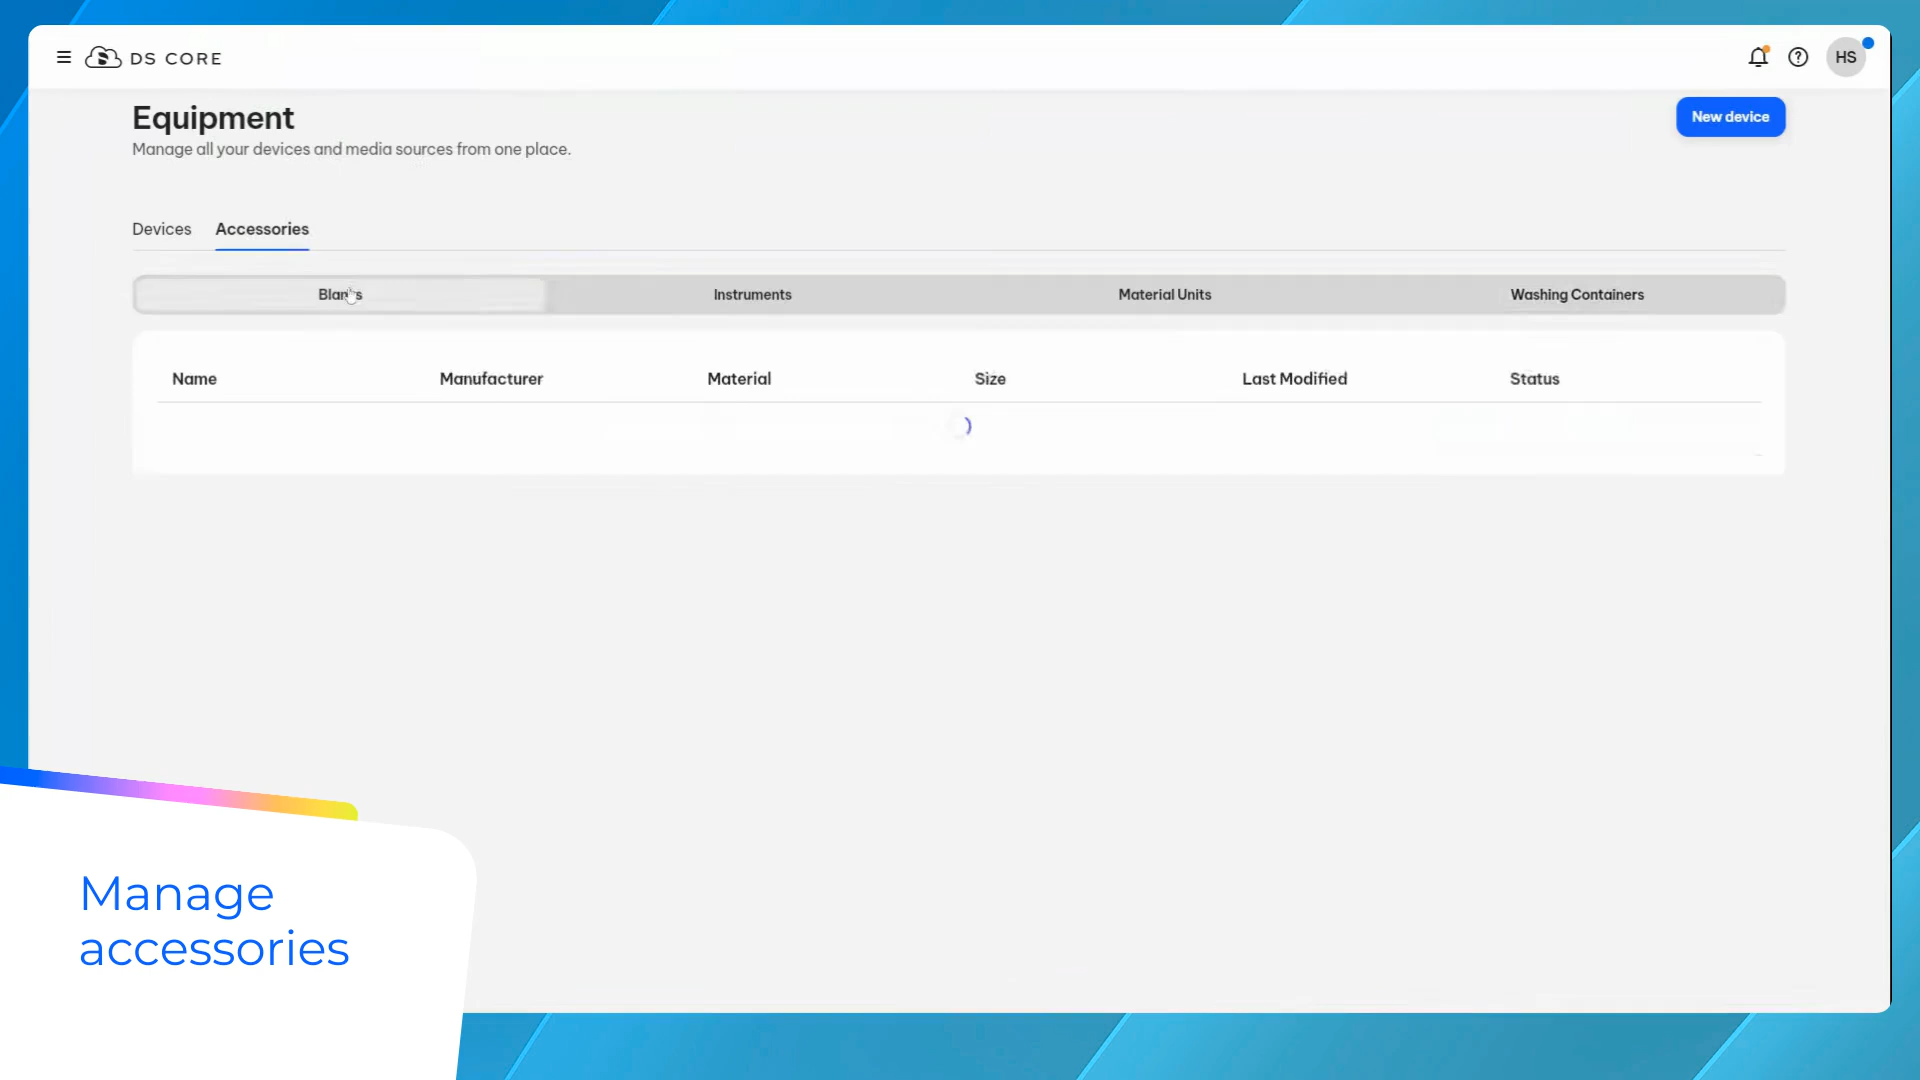 DS CORE
HS
Equipment
New device
Manage all your devices and media sources from one place.
Devices Accessories
Blanks Instruments Material Units Washing Containers
Name Manufacturer Material Size Last Modified Status
Manage
accessories